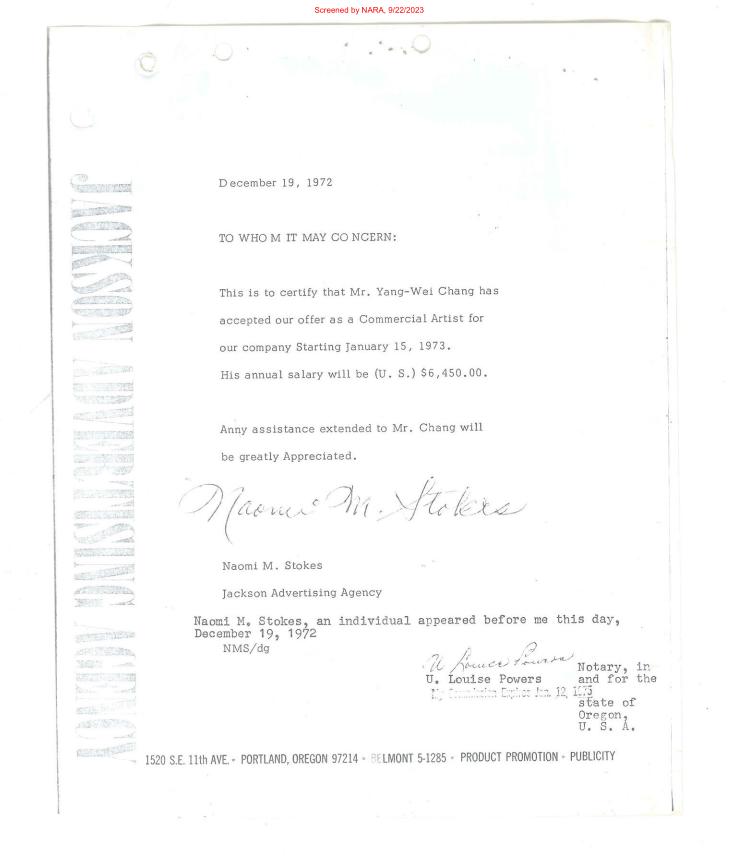 Screened by NARA, 9/22/2023
JACKSON ADVERTISING AGENCY
December 19, 1972
TO WHOM IT MAY CONCERN:
This is to certify that Mr. Yang-Wei Chang has
accepted our offer as a Commercial Artist for
our company Starting January 15, 1973.
His annual salary will be (U. S.) $6,450.00.
Anny assistance extended to Mr. Chang will
be greatly Appreciated.
Naomi M. Stokes
Naomi M. Stokes
Jackson Advertising Agency
Naomi M. Stokes, an individual appeared before me this day,
December 19, 1972
NMS/dg
U Louise Powers
U. Louise Powers
My Commission Expires Jan. 12, 1975
Notary, in
and for the
state of
Oregon,
U. S. A.
1520 S.E. 11th AVE. • PORTLAND, OREGON 97214 • BELMONT 5-1285 • PRODUCT PROMOTION • PUBLICITY